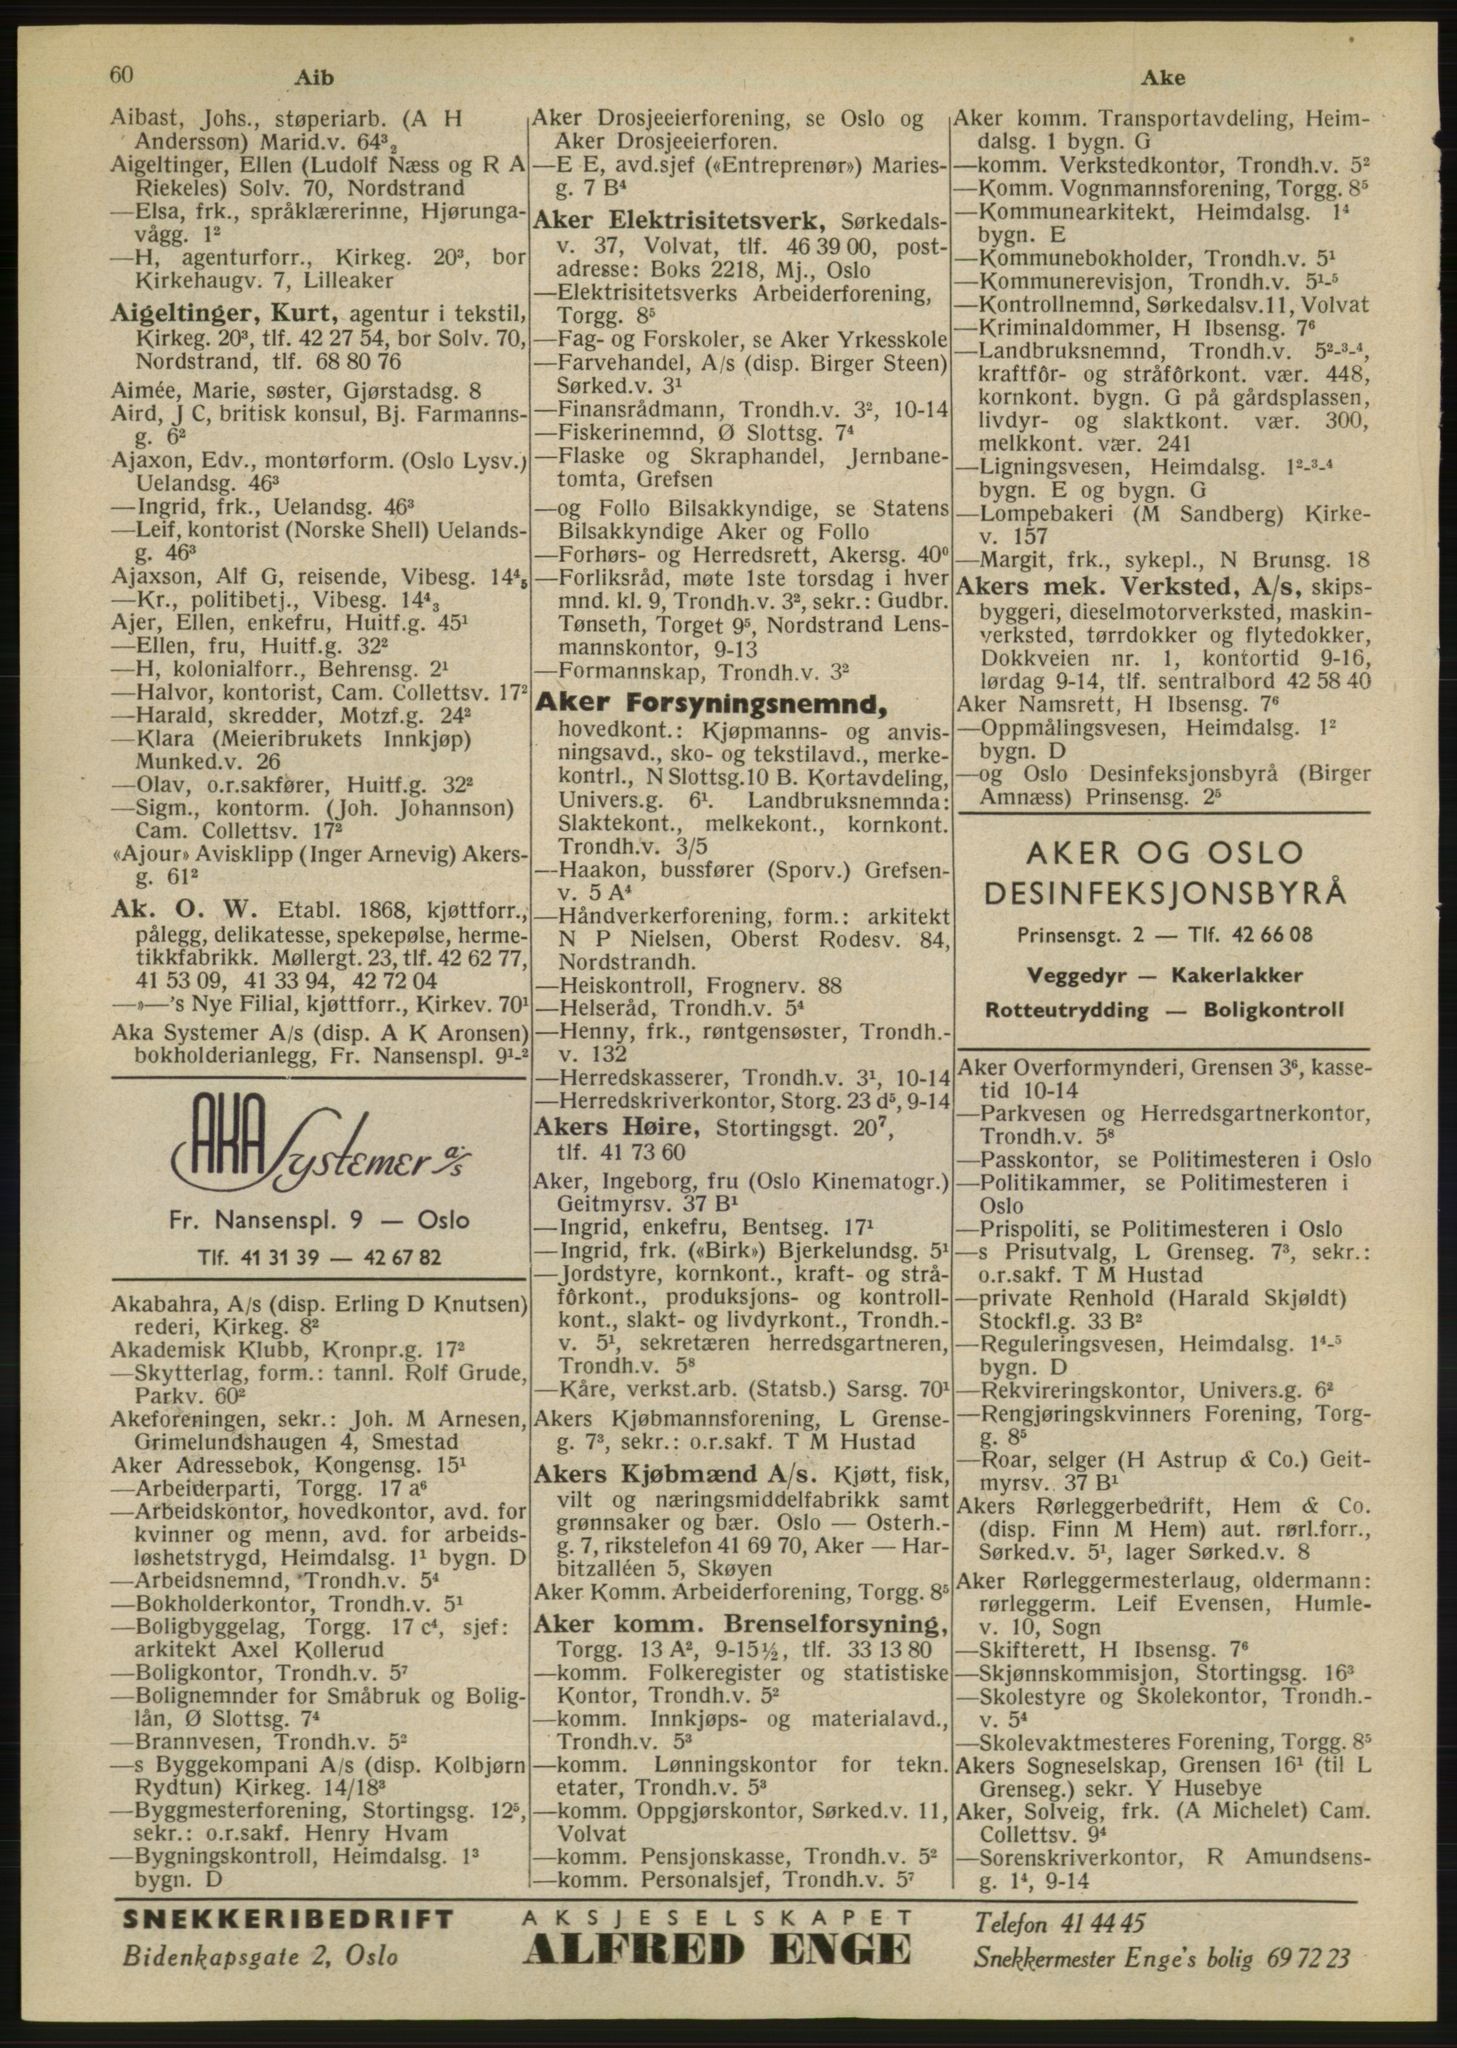 60
Aib
Ake
Aibast, Johs., støperiarb. (A H
Andersson) Marid.v. 64³₂
Aigeltinger, Ellen (Ludolf Næss og R A
Riekeles) Solv. 70, Nordstrand
—Elsa, frk., språklærerinne, Hjørunga-
vågg. 1²
—H, agenturforr., Kirkeg. 20³, bor
Kirkehaugv. 7, Lilleaker
Aigeltinger, Kurt, agentur i tekstil,
Kirkeg. 20³, tlf. 42 27 54, bor Solv. 70,
Nordstrand, tlf. 68 80 76
Aimée, Marie, søster, Gjørstadsg. 8
Aird, J C, britisk konsul, Bj. Farmanns-
g. 6²
Ajaxon, Edv., montørform. (Oslo Lysv.)
Uelandsg. 46³
—Ingrid, frk., Uelandsg. 46³
—Leif, kontorist (Norske Shell) Uelands-
g. 46³
Ajaxson, Alf G, reisende, Vibesg. 14⁴₅
—Kr., politibetj., Vibesg. 14⁴₃
Ajer, Ellen, enkefru, Huitf.g. 45¹
—Ellen, fru, Huitf.g. 32²
—H, kolonialforr., Behrensg. 2¹
—Halvor, kontorist, Cam. Collettsv. 17²
—Harald, skredder, Motzf.g. 24²
—Klara (Meieribrukets Innkjøp)
Munked.v. 26
—Olav, o.r.sakfører, Huitf.g. 32²
—Sigm., kontorm. (Joh. Johannson)
Cam. Collettsv. 17²
«Ajour» Avisklipp (Inger Arnevig) Akers-
g. 61²
Ak. O. W. Etabl. 1868, kjøttforr.,
pålegg, delikatesse, spekepølse, herme-
tikkfabrikk. Møllergt. 23, tlf. 42 62 77,
41 53 09, 41 33 94, 42 72 04
—»—'s Nye Filial, kjøttforr., Kirkev. 70¹
Aka Systemer A/s (disp. A K Aronsen)
bokholderianlegg, Fr. Nansenspl. 9¹-²
AKA Systemer a/s
Fr. Nansenspl. 9 — Oslo
Tlf. 41 31 39 — 42 67 82
Akabahra, A/s (disp. Erling D Knutsen)
rederi, Kirkeg. 8²
Akademisk Klubb, Kronpr.g. 17²
—Skytterlag, form.: tannl. Rolf Grude,
Parkv. 60²
Akeforeningen, sekr.: Joh. M Arnesen,
Grimelundshaugen 4, Smestad
Aker Adressebok, Kongensg. 15¹
—Arbeiderparti, Torgg. 17 a⁶
—Arbeidskontor, hovedkontor, avd. for
kvinner og menn, avd. for arbeids-
løshetstrygd, Heimdalsg. 1¹ bygn. D
—Arbeidsnemnd, Trondh.v. 5⁴
—Bokholderkontor, Trondh.v. 5¹
—Boligbyggelag, Torgg. 17 c⁴, sjef:
arkitekt Axel Kollerud
—Boligkontor, Trondh.v. 5⁷
—Bolignemnder for Småbruk og Bolig-
lån, Ø Slottsg. 7⁴
—Brannvesen, Trondh.v. 5²
—s Byggekompani A/s (disp. Kolbjørn
Rydtun) Kirkeg. 14/18³
—Byggmesterforening, Stortingsg. 12⁵,
sekr.: o.r.sakf. Henry Hvam
—Bygningskontroll, Heimdalsg. 1³
bygn. D
Aker Drosjeeierforening, se Oslo og
Aker Drosjeeierforen.
—E E, avd.sjef («Entreprenør») Maries-
g. 7 B⁴
Aker Elektrisitetsverk, Sørkedals-
v. 37, Volvat, tlf. 46 39 00, post-
adresse: Boks 2218, Mj., Oslo
—Elektrisitetsverks Arbeiderforening,
Torgg. 8⁵
—Fag- og Forskoler, se Aker Yrkesskole
—Farvehandel, A/s (disp. Birger Steen)
Sørked.v. 3¹
—Finansrådmann, Trondh.v. 3², 10-14
—Fiskerinemnd, Ø Slottsg. 7⁴
—Flaske og Skraphandel, Jernbane-
tomta, Grefsen
—og Follo Bilsakkyndige, se Statens
Bilsakkyndige Aker og Follo
—Forhørs- og Herredsrett, Akersg. 40⁰
—Forliksråd, møte 1ste torsdag i hver
mnd. kl. 9, Trondh.v. 3², sekr.: Gudbr.
Tønseth, Torget 9⁵, Nordstrand Lens-
mannskontor, 9-13
—Formannskap, Trondh.v. 3²
Aker Forsyningsnemnd,
hovedkont.: Kjøpmanns- og anvis-
ningsavd., sko- og tekstilavd., merke-
kontrl., N Slottsg. 10 B. Kortavdeling,
Univers.g. 6¹. Landbruksnemnda:
Slaktekont., melkekont., kornkont.
Trondh.v. 3/5
—Haakon, bussfører (Sporv.) Grefsen-
v. 5 A⁴
—Håndverkerforening, form.: arkitekt
N P Nielsen, Oberst Rodesv. 84,
Nordstrandh.
—Heiskontroll, Frognerv. 88
—Helseråd, Trondh.v. 5⁴
—Henny, frk., røntgensøster, Trondh.-
v. 132
—Herredskasserer, Trondh.v. 3¹, 10-14
—Herredskriverkontor, Storg. 23 d⁵, 9-14
Akers Høire, Stortingsgt. 20⁷,
tlf. 41 73 60
Aker, Ingeborg, fru (Oslo Kinematogr.)
Geitmyrsv. 37 B¹
—Ingrid, enkefru, Bentseg. 17¹
—Ingrid, frk. («Birk») Bjerkelundsg. 5¹
—Jordstyre, kornkont., kraft- og strå-
fôrkont., produksjons- og kontroll-
kont., slakt- og livdyrkont., Trondh.-
v. 5¹, sekretæren herredsgartneren,
Trondh.v. 5⁸
—Kåre, verkst.arb. (Statsb.) Sarsg. 70¹
Akers Kjøbmannsforening, L Grense-
g. 7³, sekr.: o.r.sakf. T M Hustad
Akers Kjøbmænd A/s. Kjøtt, fisk,
vilt og næringsmiddelfabrikk samt
grønnsaker og bær. Oslo — Osterh.-
g. 7, rikstelefon 41 69 70, Aker — Har-
bitzalléen 5, Skøyen
Aker Komm. Arbeiderforening, Torgg. 8⁵
Aker komm. Brenselforsyning,
Torgg. 13 A², 9-15½, tlf. 33 13 80
—komm. Folkeregister og statistiske
Kontor, Trondh.v. 5²
—komm. Innkjøps- og materialavd.,
Trondh.v. 5³
—komm. Lønningskontor for tekn.
etater, Trondh.v. 5³
—komm. Oppgjørskontor, Sørked.v. 11,
Volvat
—komm. Pensjonskasse, Trondh.v. 5²
—komm. Personalsjef, Trondh.v. 5⁷
Aker komm. Transportavdeling, Heim-
dalsg. 1 bygn. G
—komm. Verkstedkontor, Trondh.v. 5²
—Komm. Vognmannsforening, Torgg. 8⁵
—Kommunearkitekt, Heimdalsg. 1⁴
bygn. E
—Kommunebokholder, Trondh.v. 5¹
—Kommunerevisjon, Trondh.v. 5¹-⁵
—Kontrollnemnd, Sørkedalsv. 11, Volvat
—Kriminaldommer, H Ibsensg. 7⁶
—Landbruksnemnd, Trondh.v. 5²-³-⁴,
kraftfôr- og stråfôrkont. vær. 448,
kornkont. bygn. G på gårdsplassen,
livdyr- og slaktkont. vær. 300,
melkkont. vær. 241
—Ligningsvesen, Heimdalsg. 1²-³-⁴
bygn. E og bygn. G
—Lompebakeri (M Sandberg) Kirke-
v. 157
—Margit, frk., sykepl., N Brunsg. 18
Akers mek. Verksted, A/s, skips-
byggeri, dieselmotorverksted, maskin-
verksted, tørrdokker og flytedokker,
Dokkveien nr. 1, kontortid 9-16,
lørdag 9-14, tlf. sentralbord 42 58 40
Aker Namsrett, H Ibsensg. 7⁶
—Oppmålingsvesen, Heimdalsg. 1²
bygn. D
—og Oslo Desinfeksjonsbyrå (Birger
Amnæss) Prinsensg. 2⁵
AKER OG OSLO
DESINFEKSJONSBYRÅ
Prinsensgt. 2 — Tlf. 42 66 08
Veggedyr — Kakerlakker
Rotteutrydding — Boligkontroll
Aker Overformynderi, Grensen 3⁶, kasse-
tid 10-14
—Parkvesen og Herredsgartnerkontor,
Trondh.v. 5⁸
—Passkontor, se Politimesteren i Oslo
—Politikammer, se Politimesteren i
Oslo
—Prispoliti, se Politimesteren i Oslo
—s Prisutvalg, L Grenseg. 7³, sekr.:
o.r.sakf. T M Hustad
—private Renhold (Harald Skjøldt)
Stockfl.g. 33 B²
—Reguleringsvesen, Heimdalsg. 1⁴-⁵
bygn. D
—Rekvireringskontor, Univers.g. 6²
—Rengjøringskvinners Forening, Torg-
g. 8⁵
—Roar, selger (H Astrup & Co.) Geit-
myrsv. 37 B¹
Akers Rørleggerbedrift, Hem & Co.
(disp. Finn M Hem) aut. rørl.forr.,
Sørked.v. 5¹, lager Sørked.v. 8
Aker Rørleggermesterlaug, oldermann:
rørleggerm. Leif Evensen, Humle-
v. 10, Sogn
—Skifterett, H Ibsensg. 7⁶
—Skjønnskommisjon, Stortingsg. 16³
—Skolestyre og Skolekontor, Trondh.-
v. 5⁴
—Skolevaktmesteres Forening, Torgg. 8⁵
Akers Sogneselskap, Grensen 16¹ (til L
Grenseg.) sekr. Y Husebye
Aker, Solveig, frk. (A Michelet) Cam.
Collettsv. 9⁴
—Sorenskriverkontor, R Amundsens-
g. 1⁴, 9-14
SNEKKERIBEDRIFT
Bidenkapsgate 2, Oslo
AKSJESELSKAPET
ALFRED ENGE
Telefon 41 44 45
Snekkermester Enge's bolig 69 72 23